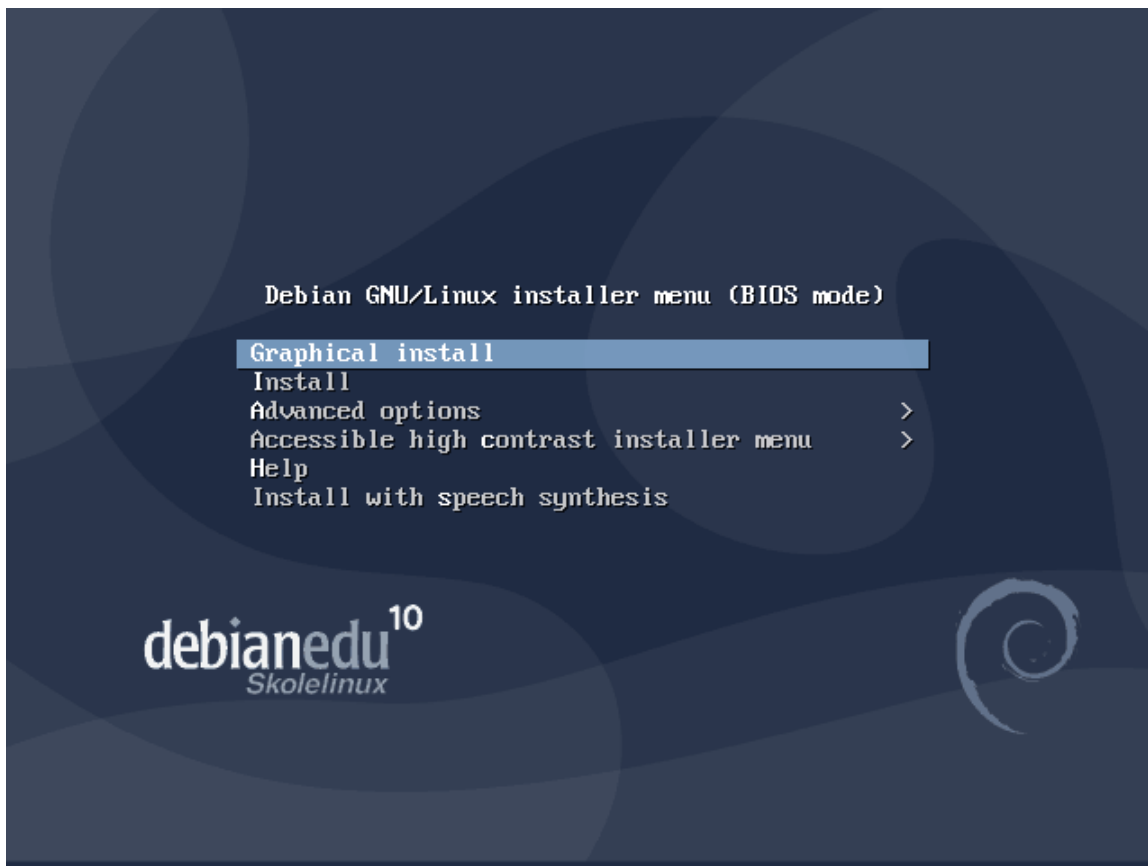 Debian GNU/Linux installer menu (BIOS mode)
Graphical install
Install
Advanced options >
Accessible high contrast installer menu >
Help
Install with speech synthesis
debianedu 10
Skolelinux